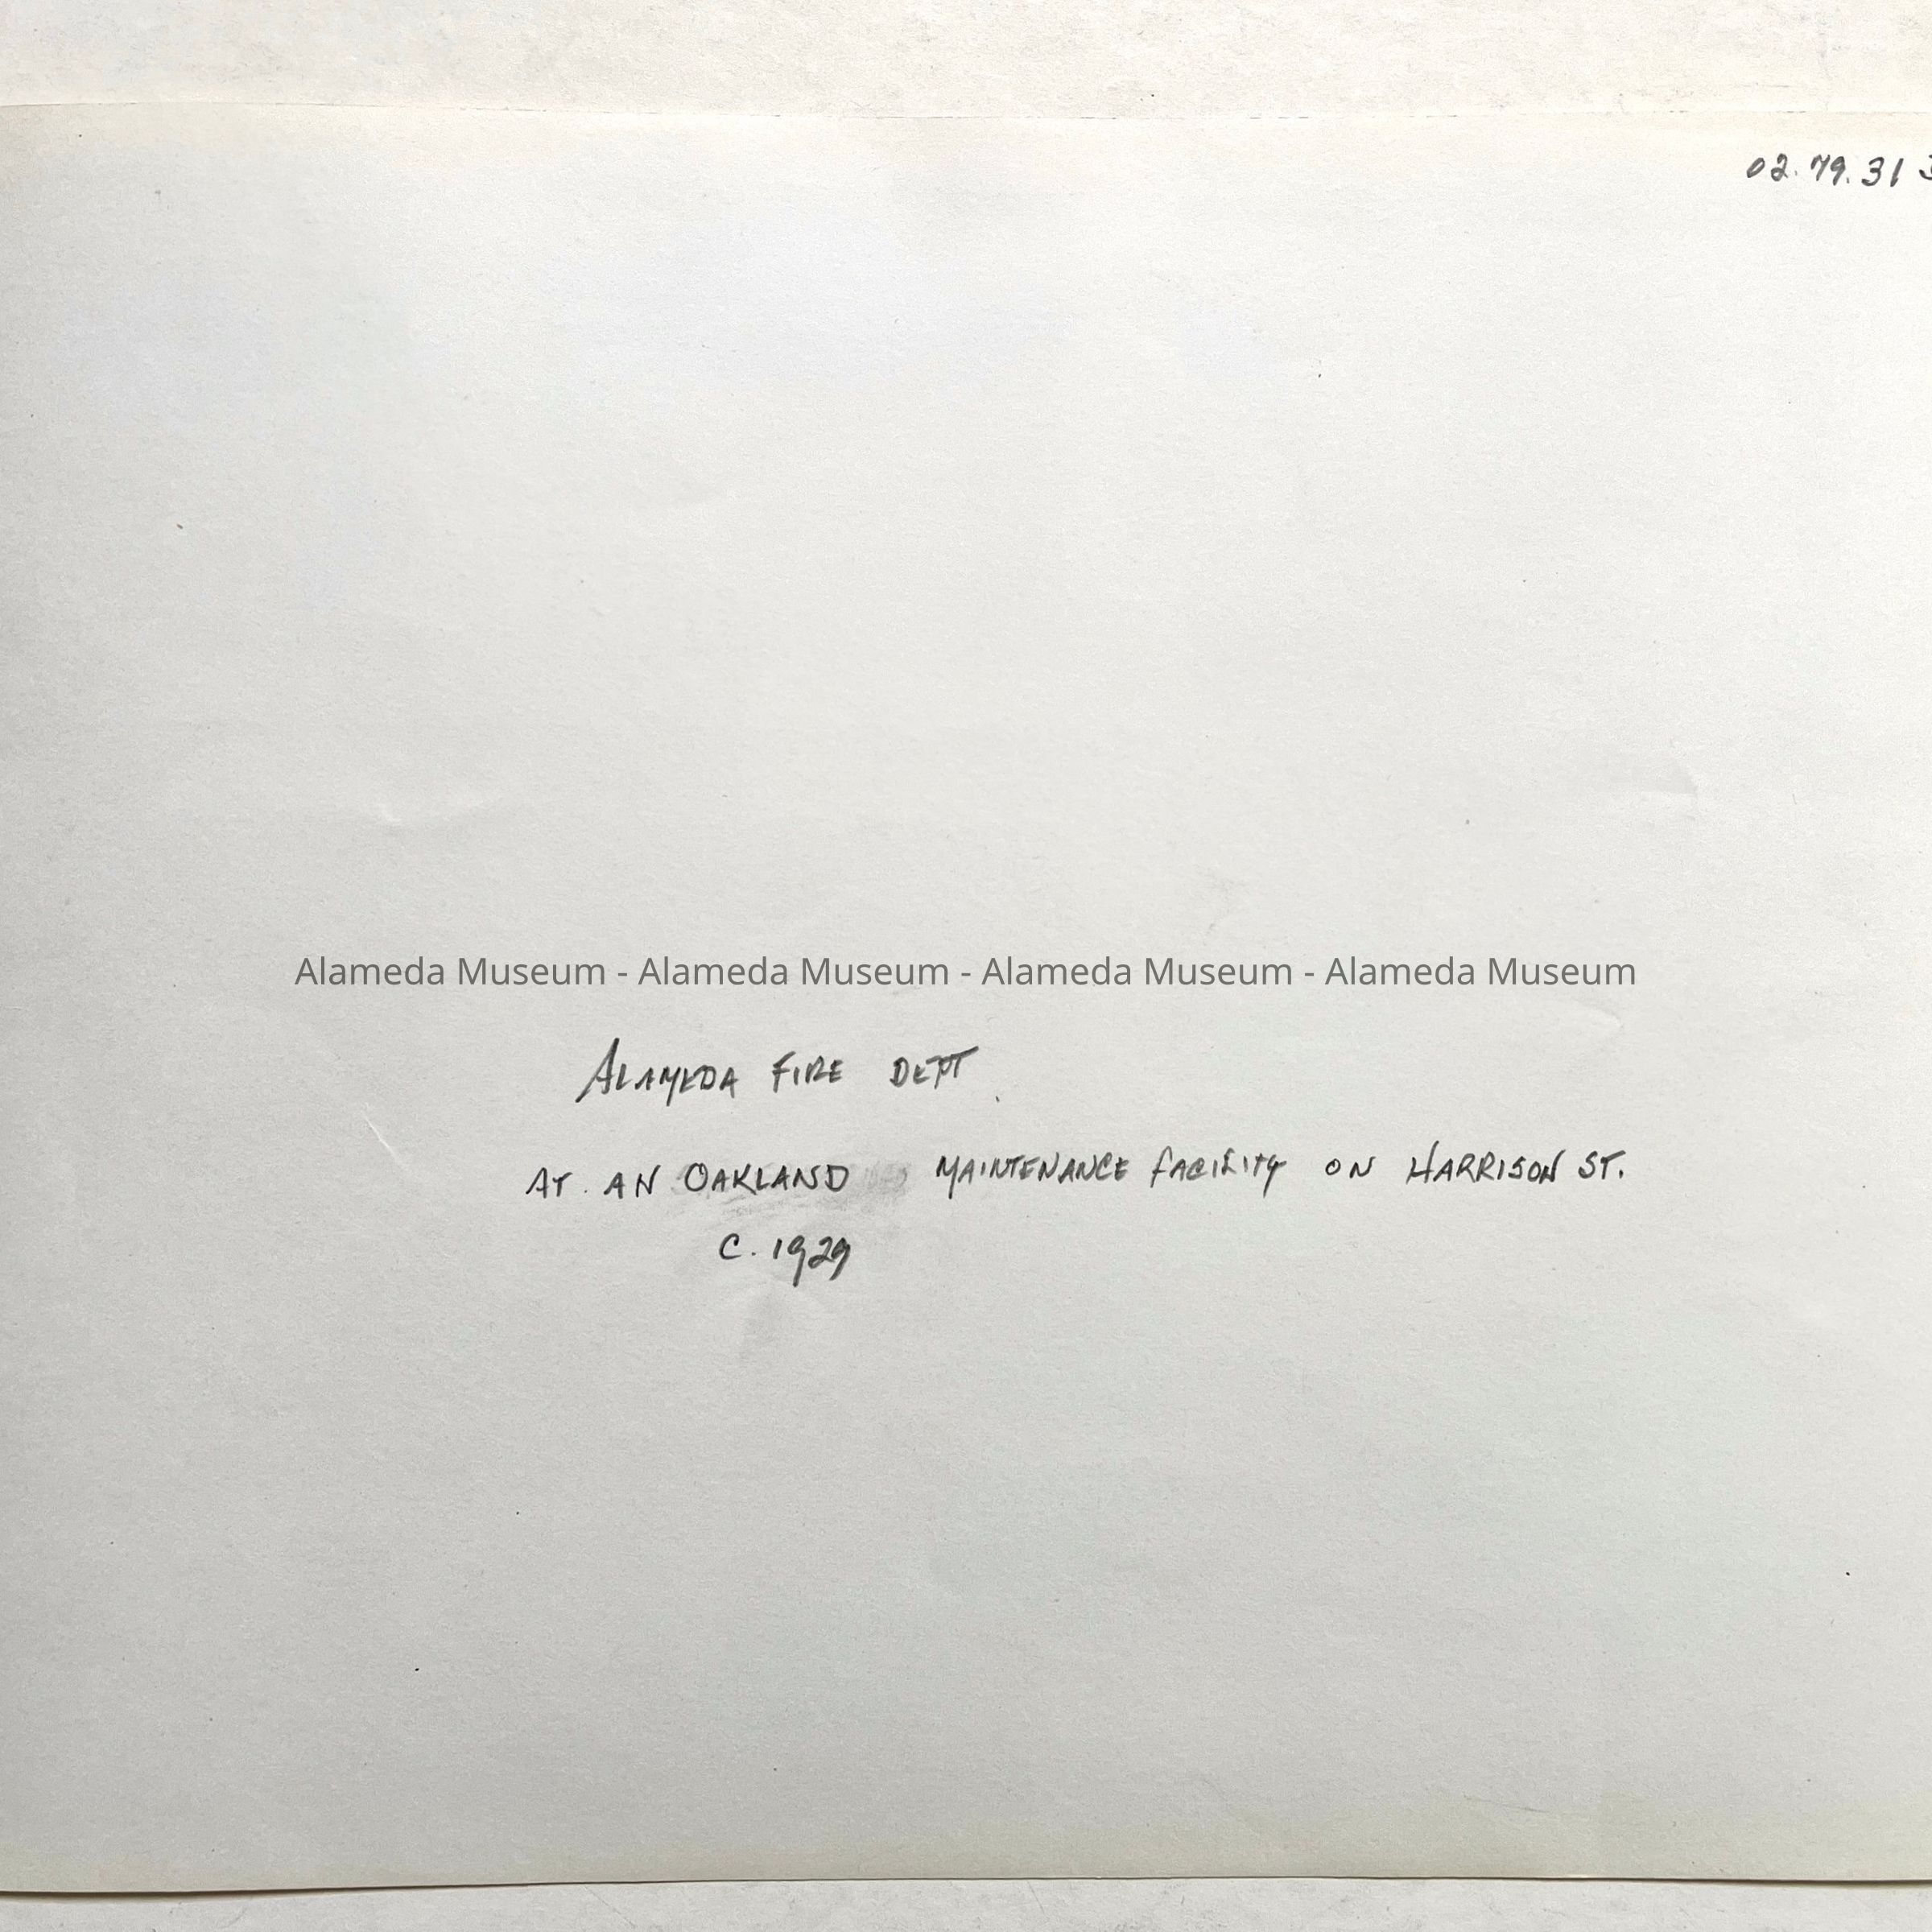 02.79.31 3
Alameda Museum - Alameda Museum - Alameda Museum - Alameda Museum
ALAMEDA FIRE DEPT.
AT AN OAKLAND MAINTENANCE FACILITY ON HARRISON ST.
C. 1929